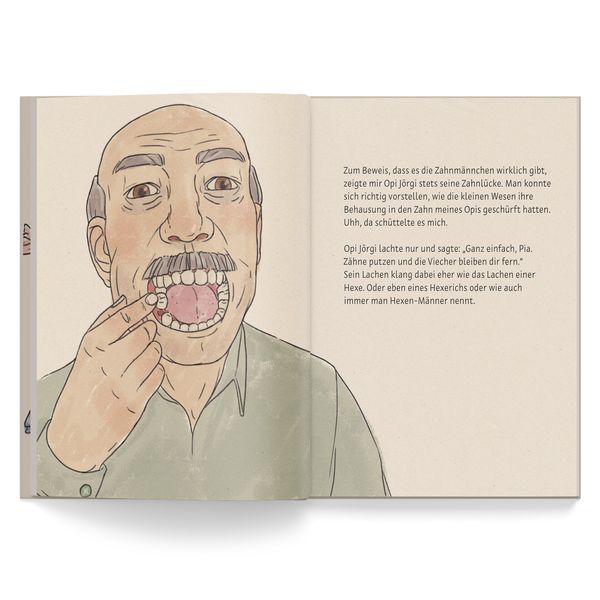 Zum Beweis, dass es die Zahnmännchen wirklich gibt,
zeigte mir Opi Jörgi stets seine Zahnlücke. Man konnte
sich richtig vorstellen, wie die kleinen Wesen ihre
Behausung in den Zahn meines Opis geschürft hatten.
Uhh, da schüttelte es mich.
Opi Jörgi lachte nur und sagte: „Ganz einfach, Pia.
Zähne putzen und die Viecher bleiben dir fern.“
Sein Lachen klang dabei eher wie das Lachen einer
Hexe. Oder eben eines Hexerichs oder wie auch
immer man Hexen-Männer nennt.